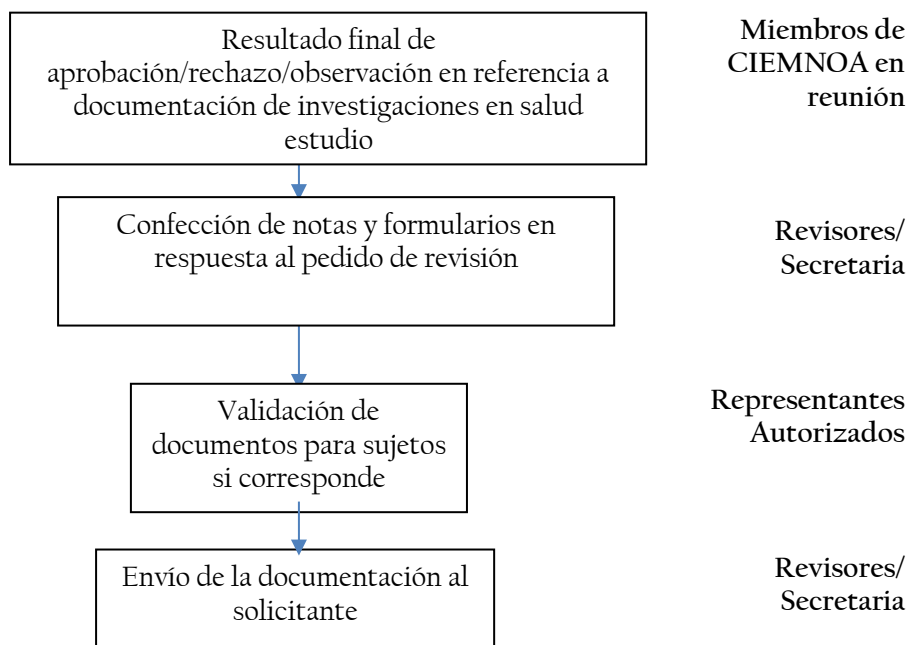 Resultado final de
aprobación/rechazo/observación en referencia a
documentación de investigaciones en salud
estudio
Miembros de
CIEMNOA en
reunión
Confección de notas y formularios en
respuesta al pedido de revisión
Revisores/
Secretaria
Validación de
documentos para sujetos
si corresponde
Representantes
Autorizados
Envío de la documentación al
solicitante
Revisores/
Secretaria